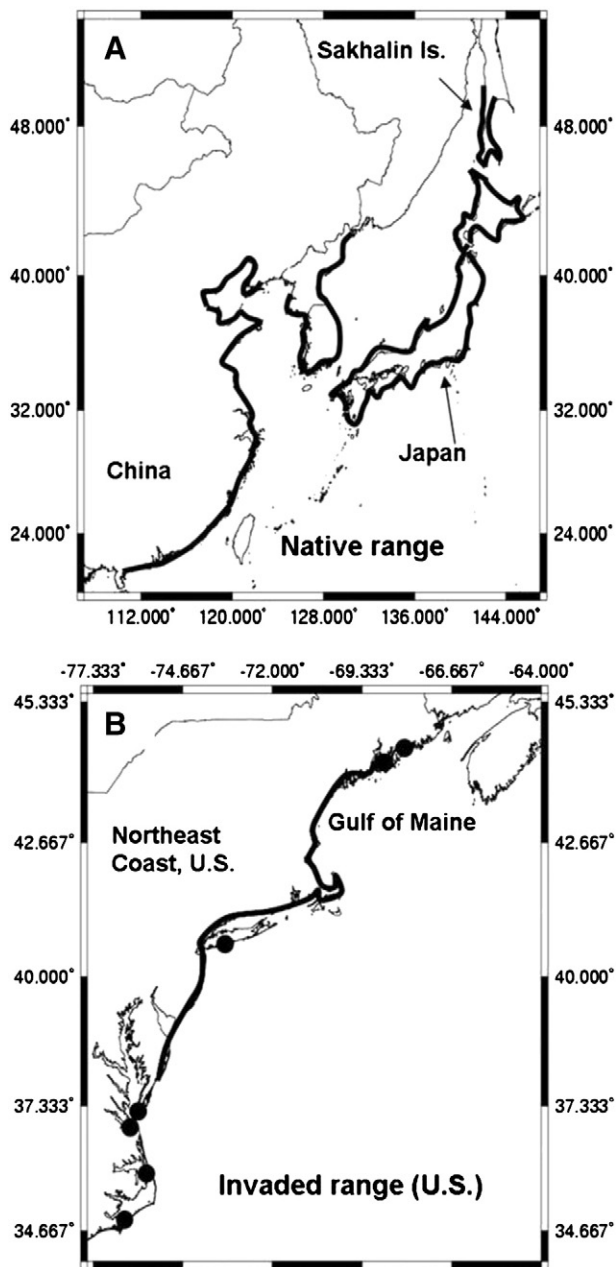 A
Sakhalin Is.
48.000° 48.000°
40.000° 40.000°
32.000° 32.000°
Japan
China
24.000° 24.000°
Native range
112.000° 120.000° 128.000° 136.000° 144.000°
-77.333° -74.667° -72.000° -69.333° -66.667° -64.000°
45.333° 45.333°
B
Gulf of Maine
Northeast
Coast, U.S.
42.667° 42.667°
40.000° 40.000°
37.333° 37.333°
Invaded range (U.S.)
34.667° 34.667°